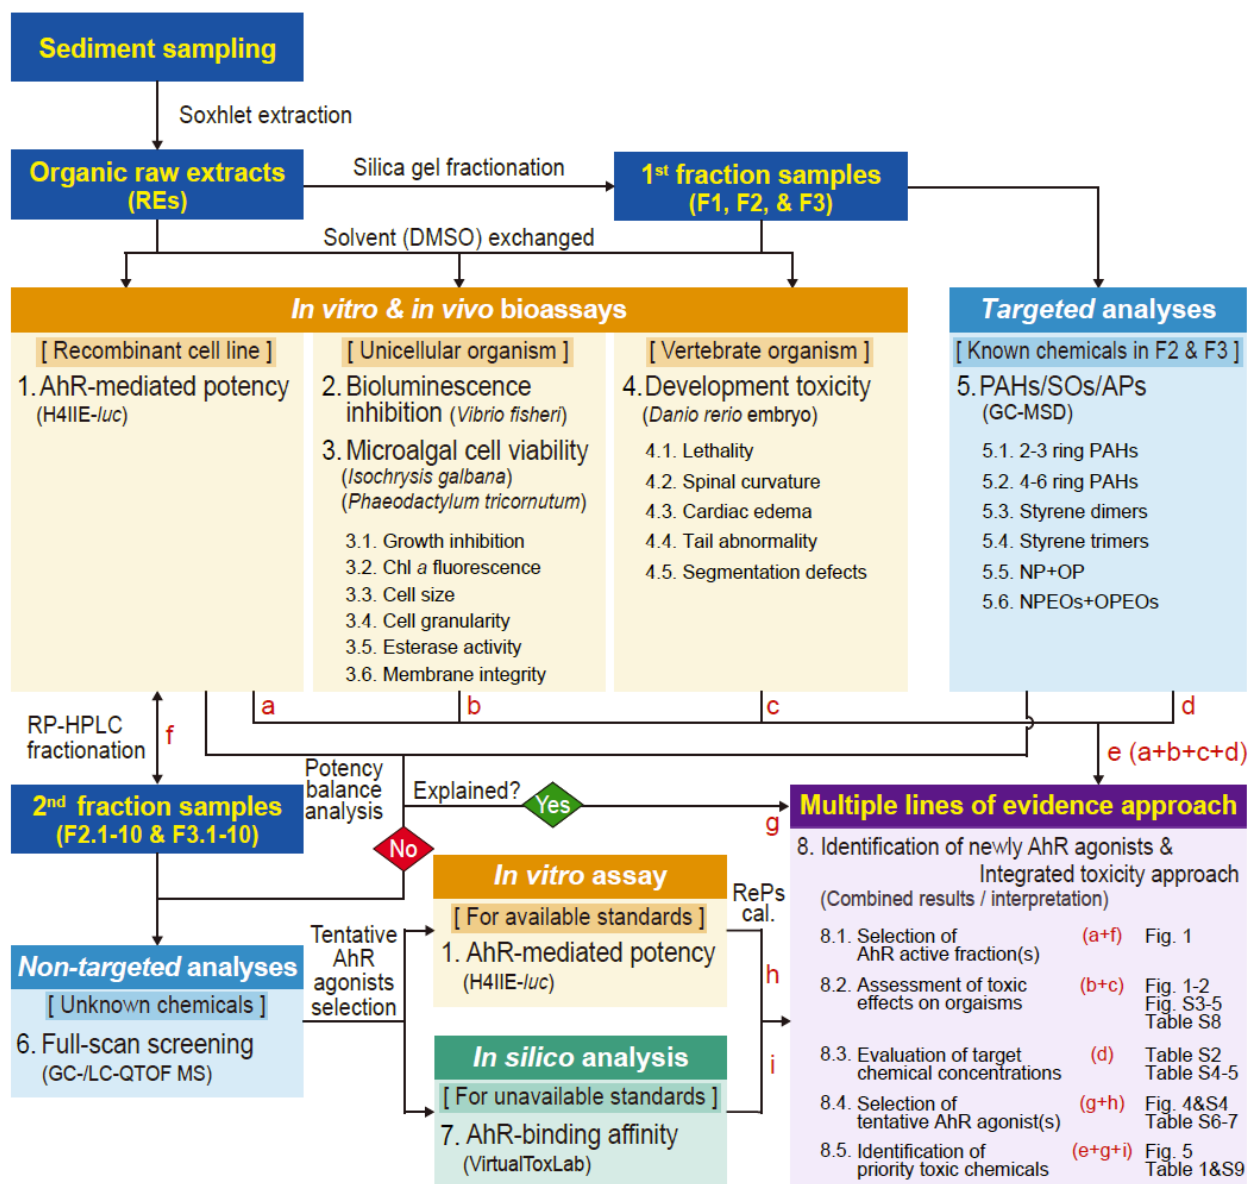 Sediment sampling
Soxhlet extraction
Organic raw extracts
(REs)
Silica gel fractionation
1st fraction samples
(F1, F2, & F3)
Solvent (DMSO) exchanged
In vitro & in vivo bioassays
[ Recombinant cell line ]
1. AhR-mediated potency
(H4IIE-luc)
[ Unicellular organism ]
2. Bioluminescence
inhibition (Vibrio fisheri)
3. Microalgal cell viability
(Isochrysis galbana)
(Phaeodactylum tricornutum)
3.1. Growth inhibition
3.2. Chl a fluorescence
3.3. Cell size
3.4. Cell granularity
3.5. Esterase activity
3.6. Membrane integrity
[ Vertebrate organism ]
4. Development toxicity
(Danio rerio embryo)
4.1. Lethality
4.2. Spinal curvature
4.3. Cardiac edema
4.4. Tail abnormality
4.5. Segmentation defects
Targeted analyses
[ Known chemicals in F2 & F3 ]
5. PAHs/SOs/APs
(GC-MSD)
5.1. 2-3 ring PAHs
5.2. 4-6 ring PAHs
5.3. Styrene dimers
5.4. Styrene trimers
5.5. NP+OP
5.6. NPEOs+OPEOs
a
b
c
d
RP-HPLC
fractionation
f
e (a+b+c+d)
Potency
balance
analysis
Explained?
Yes
g
No
2nd fraction samples
(F2.1-10 & F3.1-10)
Non-targeted analyses
[ Unknown chemicals ]
6. Full-scan screening
(GC-/LC-QTOF MS)
Tentative
AhR
agonists
selection
In vitro assay
[ For available standards ]
1. AhR-mediated potency
(H4IIE-luc)
In silico analysis
[ For unavailable standards ]
7. AhR-binding affinity
(VirtualToxLab)
RePs
cal.
h
i
Multiple lines of evidence approach
8. Identification of newly AhR agonists &
Integrated toxicity approach
(Combined results / interpretation)
8.1. Selection of (a+f) Fig. 1
AhR active fraction(s)
8.2. Assessment of toxic (b+c) Fig. 1-2
effects on orgaisms Fig. S3-5
Table S8
8.3. Evaluation of target (d) Table S2
chemical concentrations Table S4-5
8.4. Selection of (g+h) Fig. 4&S4
tentative AhR agonist(s) Table S6-7
8.5. Identification of (e+g+i) Fig. 5
priority toxic chemicals Table 1&S9